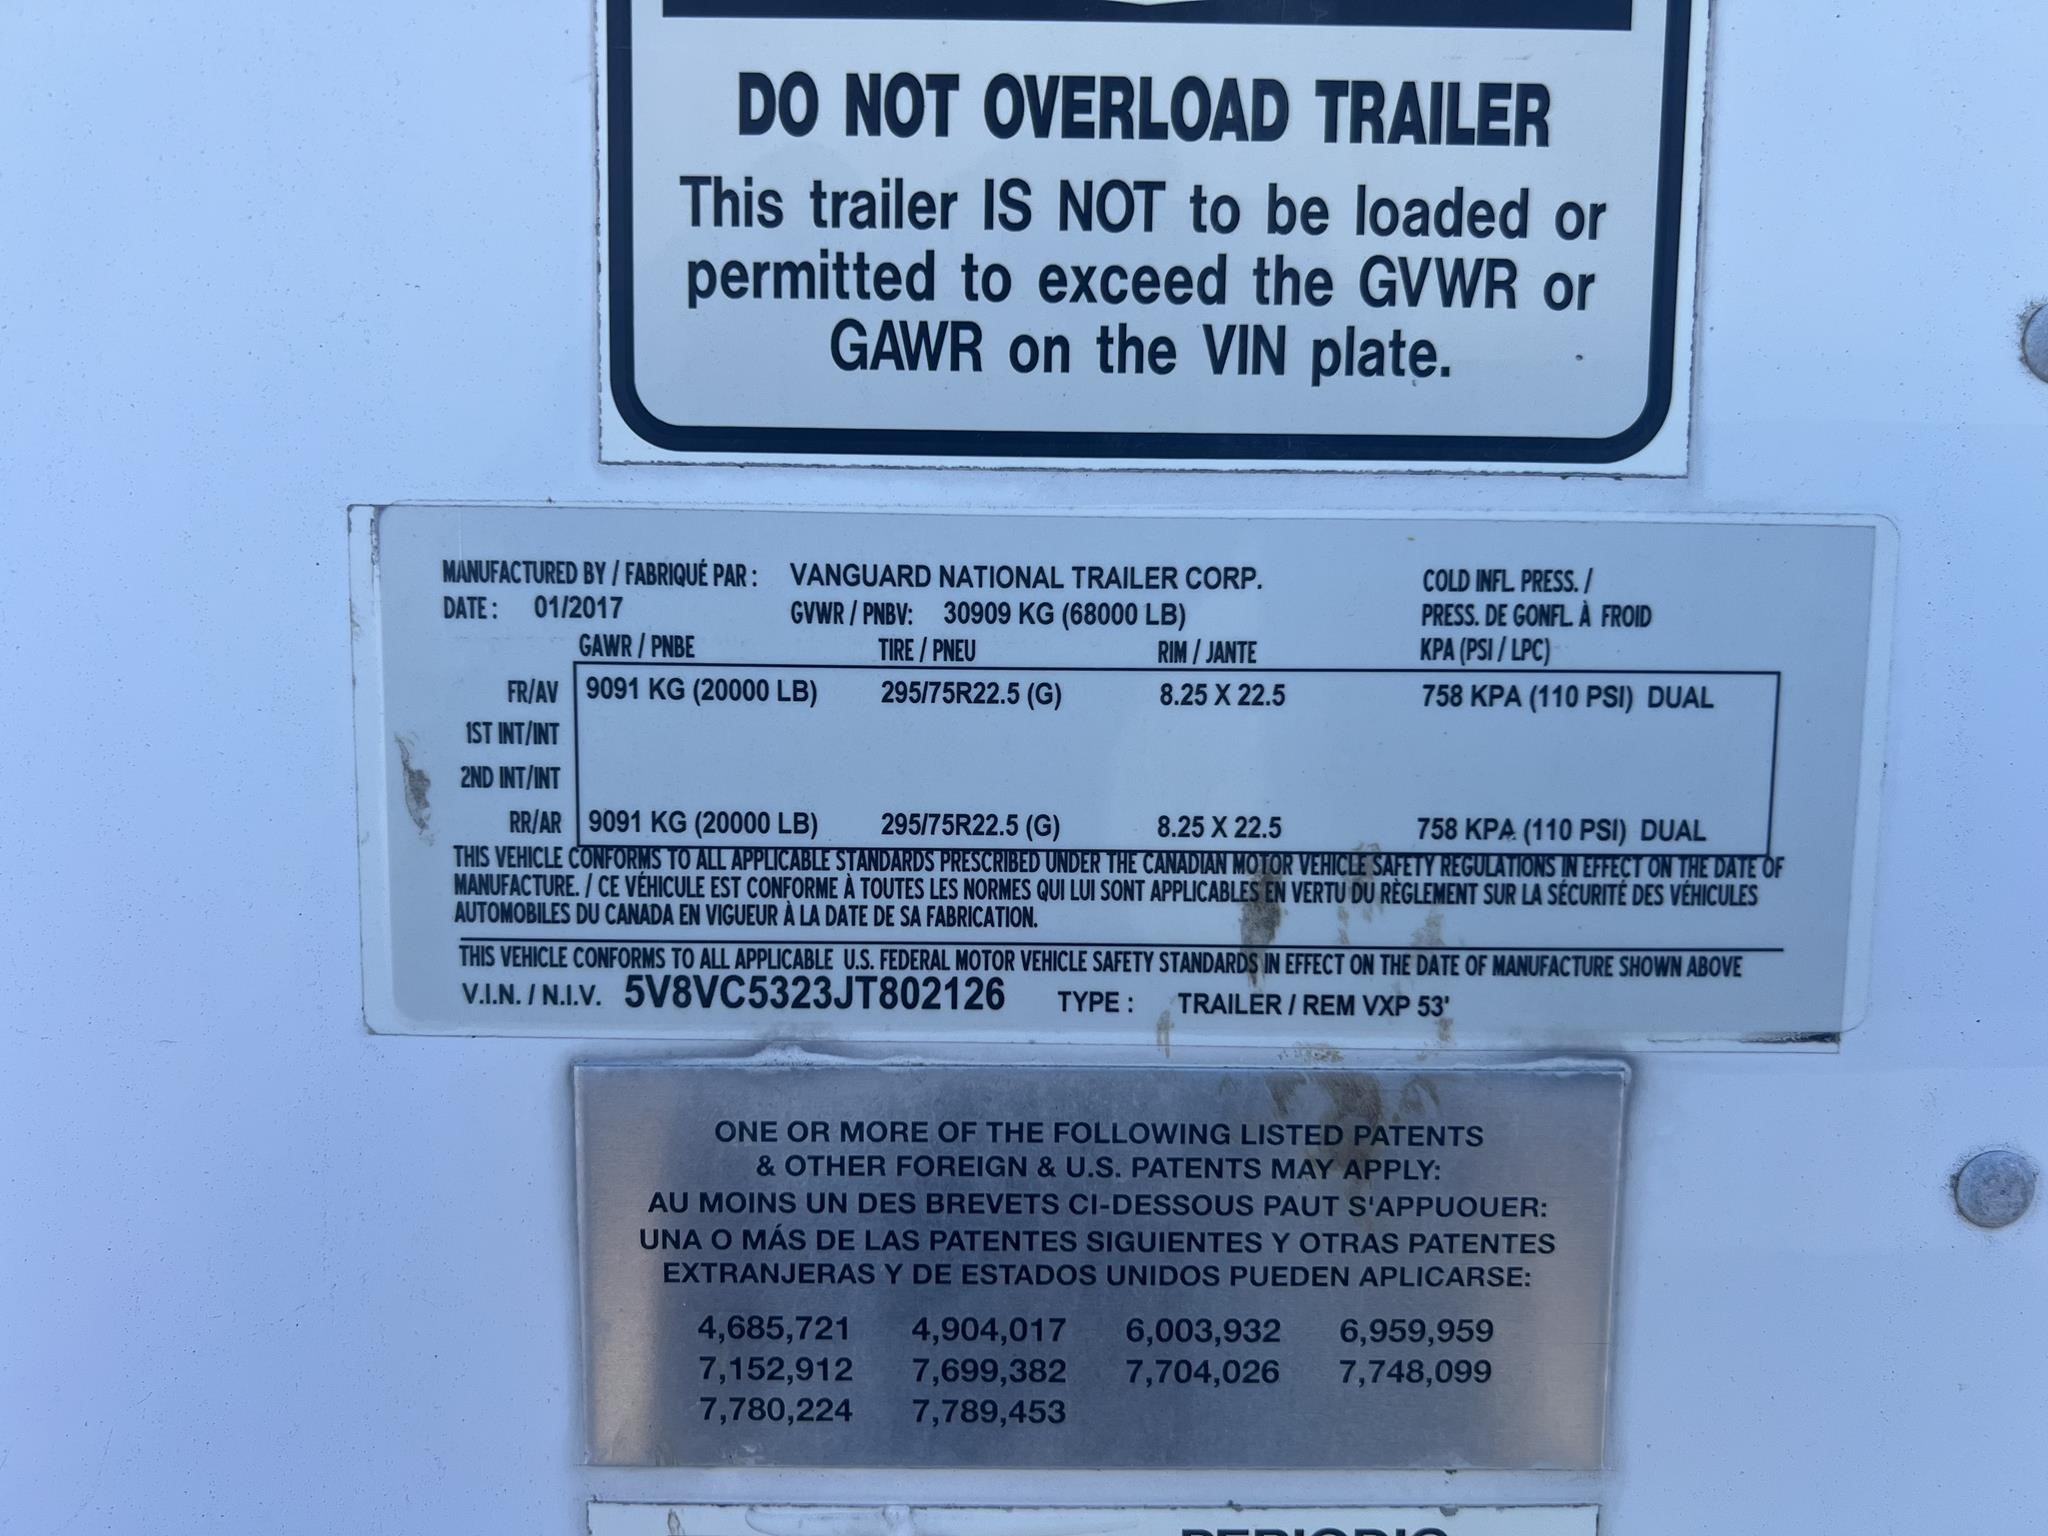 DO NOT OVERLOAD TRAILER
This trailer IS NOT to be loaded or
permitted to exceed the GVWR or
GAWR on the VIN plate.
MANUFACTURED BY / FABRIQUÉ PAR : VANGUARD NATIONAL TRAILER CORP. COLD INFL. PRESS. /
DATE : 01/2017 GVWR / PNBV: 30909 KG (68000 LB) PRESS. DE GONFL. À FROID
GAWR / PNBE TIRE / PNEU RIM / JANTE KPA (PSI / LPC)
FR/AV 9091 KG (20000 LB) 295/75R22.5 (G) 8.25 X 22.5 758 KPA (110 PSI) DUAL
1ST INT/INT
2ND INT/INT
RR/AR 9091 KG (20000 LB) 295/75R22.5 (G) 8.25 X 22.5 758 KPA (110 PSI) DUAL
THIS VEHICLE CONFORMS TO ALL APPLICABLE STANDARDS PRESCRIBED UNDER THE CANADIAN MOTOR VEHICLE SAFETY REGULATIONS IN EFFECT ON THE DATE OF
MANUFACTURE. / CE VÉHICULE EST CONFORME À TOUTES LES NORMES QUI LUI SONT APPLICABLES EN VERTU DU RÈGLEMENT SUR LA SÉCURITÉ DES VÉHICULES
AUTOMOBILES DU CANADA EN VIGUEUR À LA DATE DE SA FABRICATION.
THIS VEHICLE CONFORMS TO ALL APPLICABLE U.S. FEDERAL MOTOR VEHICLE SAFETY STANDARDS IN EFFECT ON THE DATE OF MANUFACTURE SHOWN ABOVE
V.I.N. / N.I.V. 5V8VC5323JT802126 TYPE : TRAILER / REM VXP 53'
ONE OR MORE OF THE FOLLOWING LISTED PATENTS
& OTHER FOREIGN & U.S. PATENTS MAY APPLY:
AU MOINS UN DES BREVETS CI-DESSOUS PAUT S'APPUOUER:
UNA O MÁS DE LAS PATENTES SIGUIENTES Y OTRAS PATENTES
EXTRANJERAS Y DE ESTADOS UNIDOS PUEDEN APLICARSE:
4,685,721 4,904,017 6,003,932 6,959,959
7,152,912 7,699,382 7,704,026 7,748,099
7,780,224 7,789,453
PERIODIC